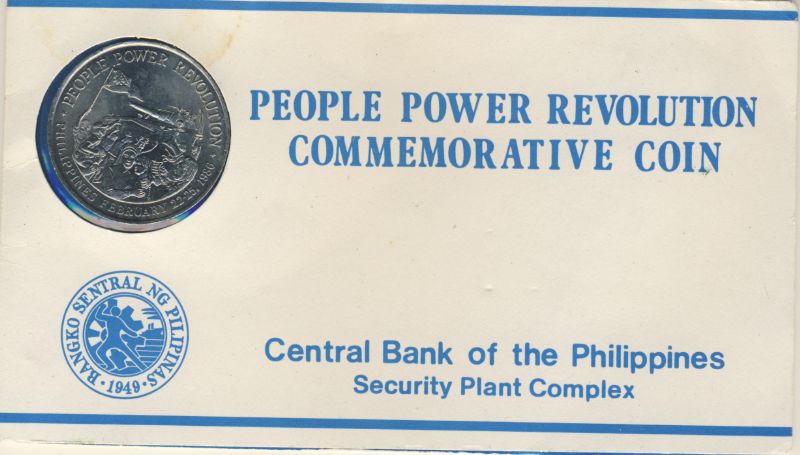 PEOPLE POWER REVOLUTION
PHILIPPINES FEBRUARY 22-25, 1986
PEOPLE POWER REVOLUTION
COMMEMORATIVE COIN
BANGKO SENTRAL NG PILIPINAS
1949
Central Bank of the Philippines
Security Plant Complex